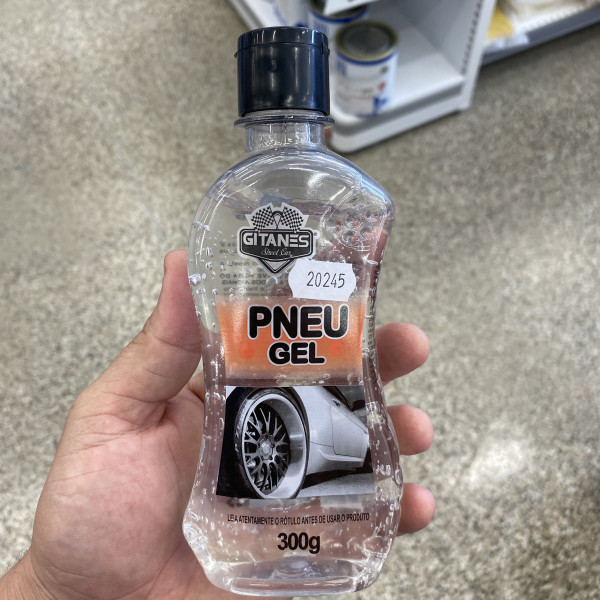 GITANES
Street Car
20245
PNEU
GEL
LEIA ATENTAMENTE O RÓTULO ANTES DE USAR O PRODUTO
300g